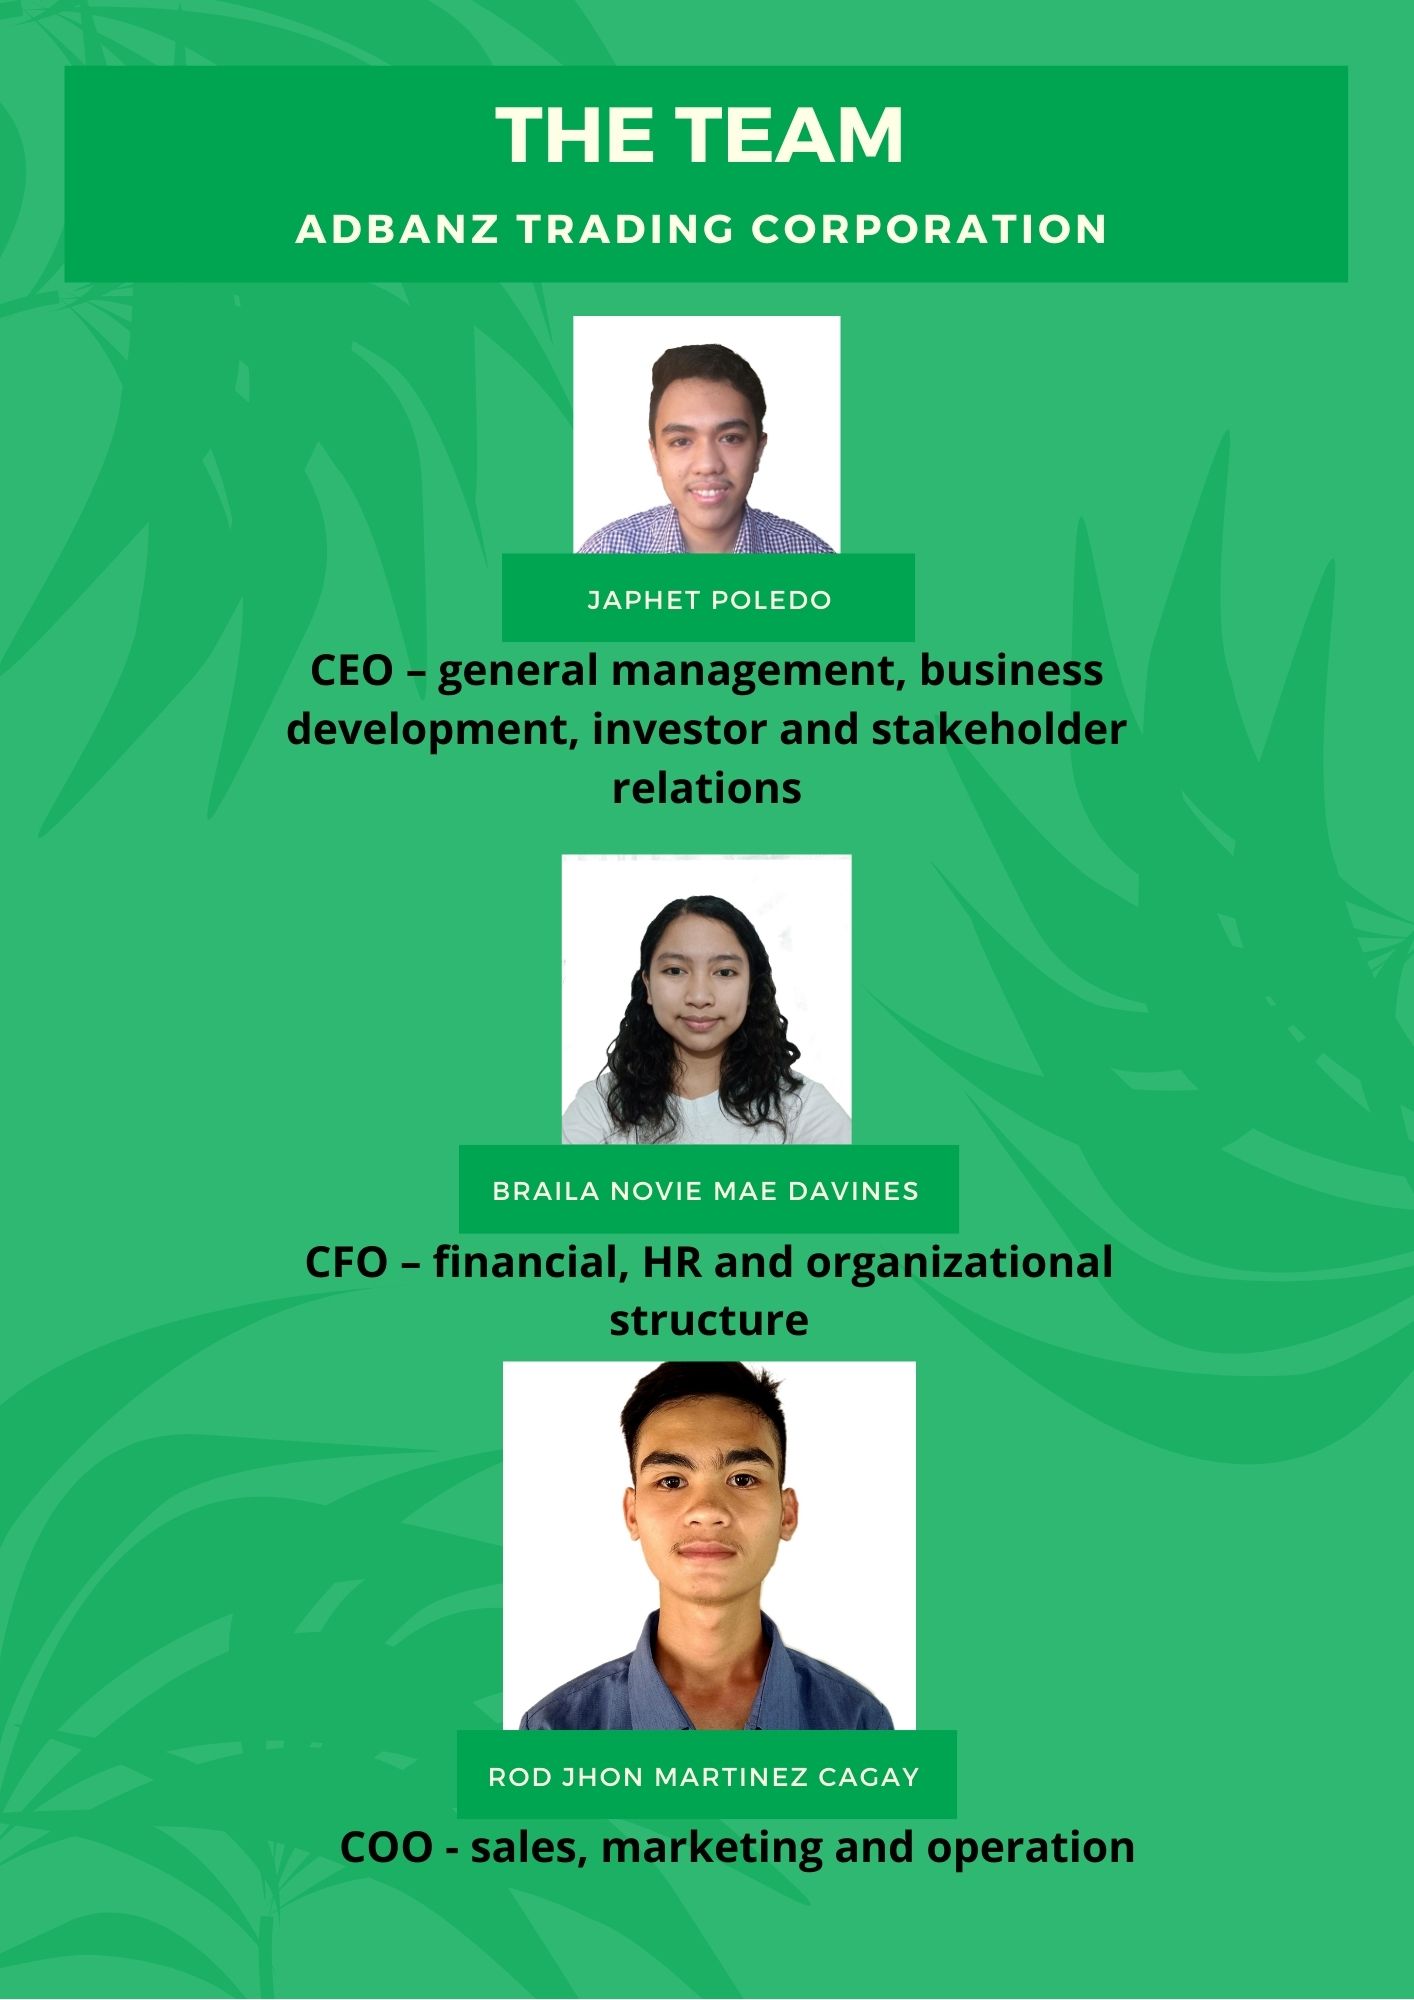 THE TEAM
ADBANZ TRADING CORPORATION
JAPHET POLEDO
CEO – general management, business
development, investor and stakeholder
relations
BRAILA NOVIE MAE DAVINES
CFO – financial, HR and organizational
structure
ROD JHON MARTINEZ CAGAY
COO - sales, marketing and operation